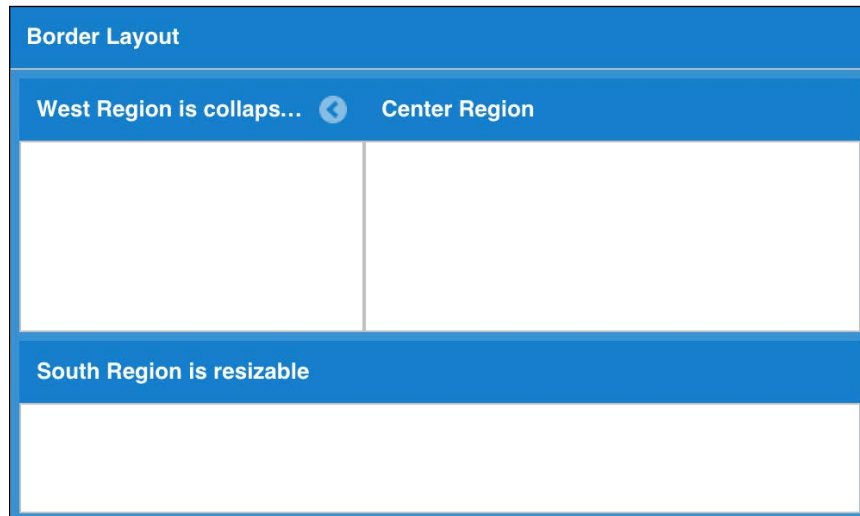 Border Layout
West Region is collaps...
Center Region
South Region is resizable